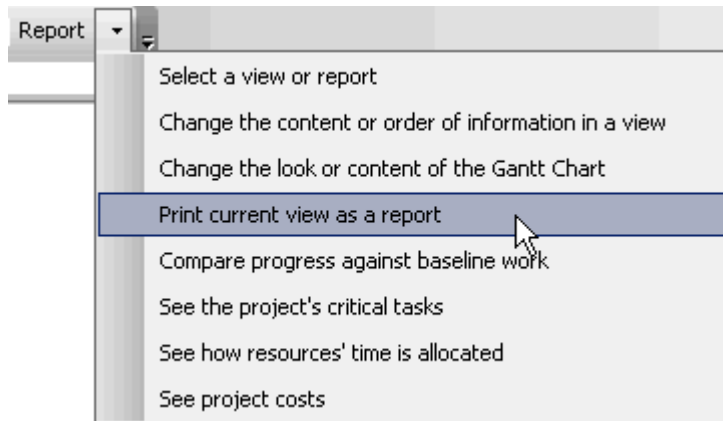 Report
Select a view or report
Change the content or order of information in a view
Change the look or content of the Gantt Chart
Print current view as a report
Compare progress against baseline work
See the project's critical tasks
See how resources' time is allocated
See project costs